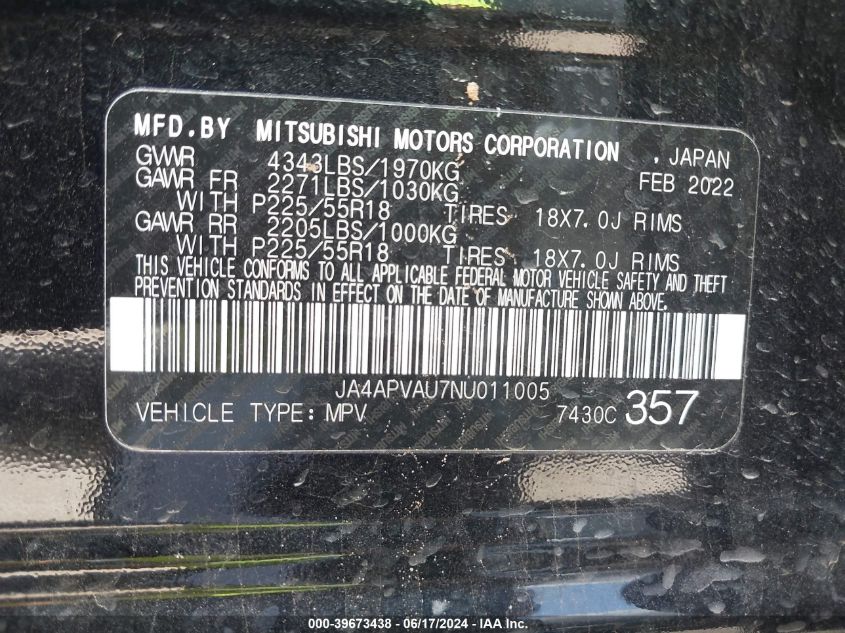 MFD.BY MITSUBISHI MOTORS CORPORATION , JAPAN
GVWR 4343LBS/1970KG FEB 2022
GAWR FR 2271LBS/1030KG
WITH P225/55R18 TIRES 18X7.0J RIMS
GAWR RR 2205LBS/1000KG
WITH P225/55R18 TIRES 18X7.0J RIMS
THIS VEHICLE CONFORMS TO ALL APPLICABLE FEDERAL MOTOR VEHICLE SAFETY AND THEFT
PREVENTION STANDARDS IN EFFECT ON THE DATE OF MANUFACTURE SHOWN ABOVE.
JA4APVAU7NU011005
VEHICLE TYPE: MPV 7430C 357
000-39673438 - 06/17/2024 - IAA Inc.